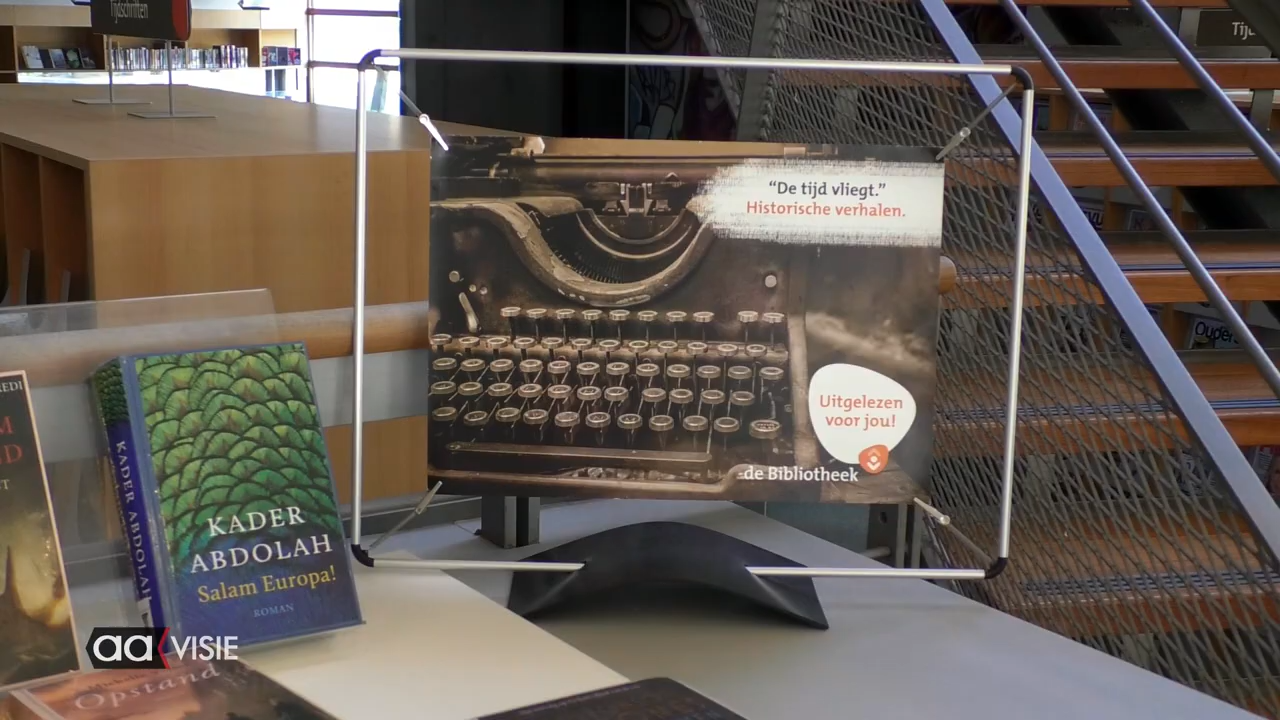 Tijdschriften
"De tijd vliegt."
Historische verhalen.
Uitgelezen
voor jou!
de Bibliotheek
KADER
ABDOLAH
Salam Europa!
ROMAN
KADER ABDOLAH
Opstand
aa VISIE